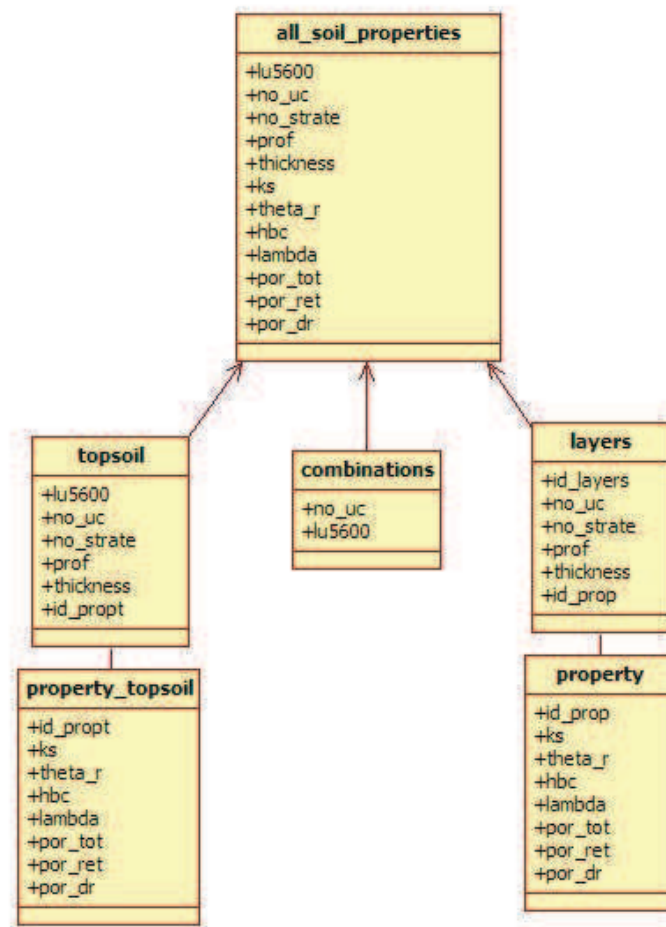 all_soil_properties
+lu5600
+no_uc
+no_strate
+prof
+thickness
+ks
+theta_r
+hbc
+lambda
+por_tot
+por_ret
+por_dr
topsoil
+lu5600
+no_uc
+no_strate
+prof
+thickness
+id_propt
combinations
+no_uc
+lu5600
layers
+id_layers
+no_uc
+no_strate
+prof
+thickness
+id_prop
property_topsoil
+id_propt
+ks
+theta_r
+hbc
+lambda
+por_tot
+por_ret
+por_dr
property
+id_prop
+ks
+theta_r
+hbc
+lambda
+por_tot
+por_ret
+por_dr